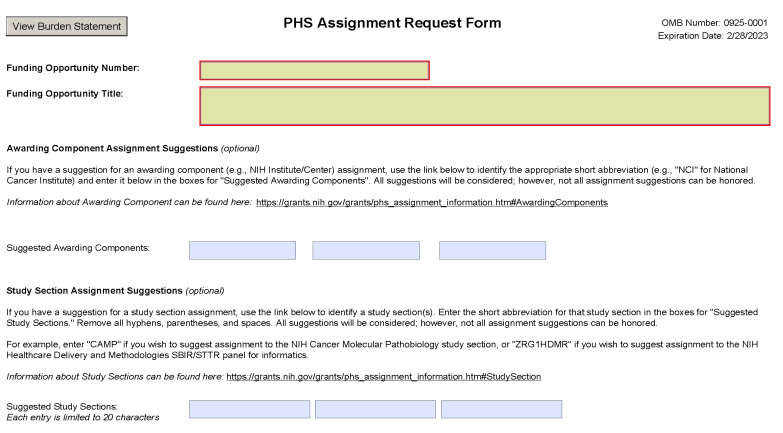 View Burden Statement
PHS Assignment Request Form
OMB Number: 0925-0001
Expiration Date: 2/28/2023
Funding Opportunity Number:
Funding Opportunity Title:
Awarding Component Assignment Suggestions (optional)
If you have a suggestion for an awarding component (e.g., NIH Institute/Center) assignment, use the link below to identify the appropriate short abbreviation (e.g., "NCI" for National
Cancer Institute) and enter it below in the boxes for "Suggested Awarding Components". All suggestions will be considered; however, not all assignment suggestions can be honored.
Information about Awarding Component can be found here: https://grants.nih.gov/grants/phs_assignment_information.htm#AwardingComponents
Suggested Awarding Components:
Study Section Assignment Suggestions (optional)
If you have a suggestion for a study section assignment, use the link below to identify a study section(s). Enter the short abbreviation for that study section in the boxes for "Suggested
Study Sections." Remove all hyphens, parentheses, and spaces. All suggestions will be considered; however, not all assignment suggestions can be honored.
For example, enter "CAMP" if you wish to suggest assignment to the NIH Cancer Molecular Pathobiology study section, or "ZRG1HDMR" if you wish to suggest assignment to the NIH
Healthcare Delivery and Methodologies SBIR/STTR panel for informatics.
Information about Study Sections can be found here: https://grants.nih.gov/grants/phs_assignment_information.htm#StudySection
Suggested Study Sections:
Each entry is limited to 20 characters